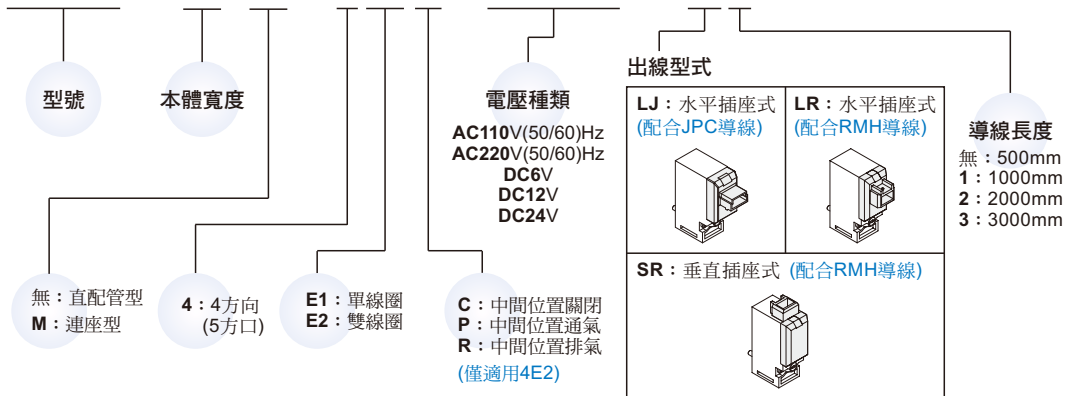 型號
本體寬度
電壓種類
AC110V(50/60)Hz
AC220V(50/60)Hz
DC6V
DC12V
DC24V
出線型式
LJ：水平插座式
(配合JPC導線)
LR：水平插座式
(配合RMH導線)
SR：垂直插座式 (配合RMH導線)
導線長度
無：500mm
1：1000mm
2：2000mm
3：3000mm
無：直配管型
M：連座型
4：4方向
(5方口)
E1：單線圈
E2：雙線圈
C：中間位置關閉
P：中間位置通氣
R：中間位置排氣
(僅適用4E2)